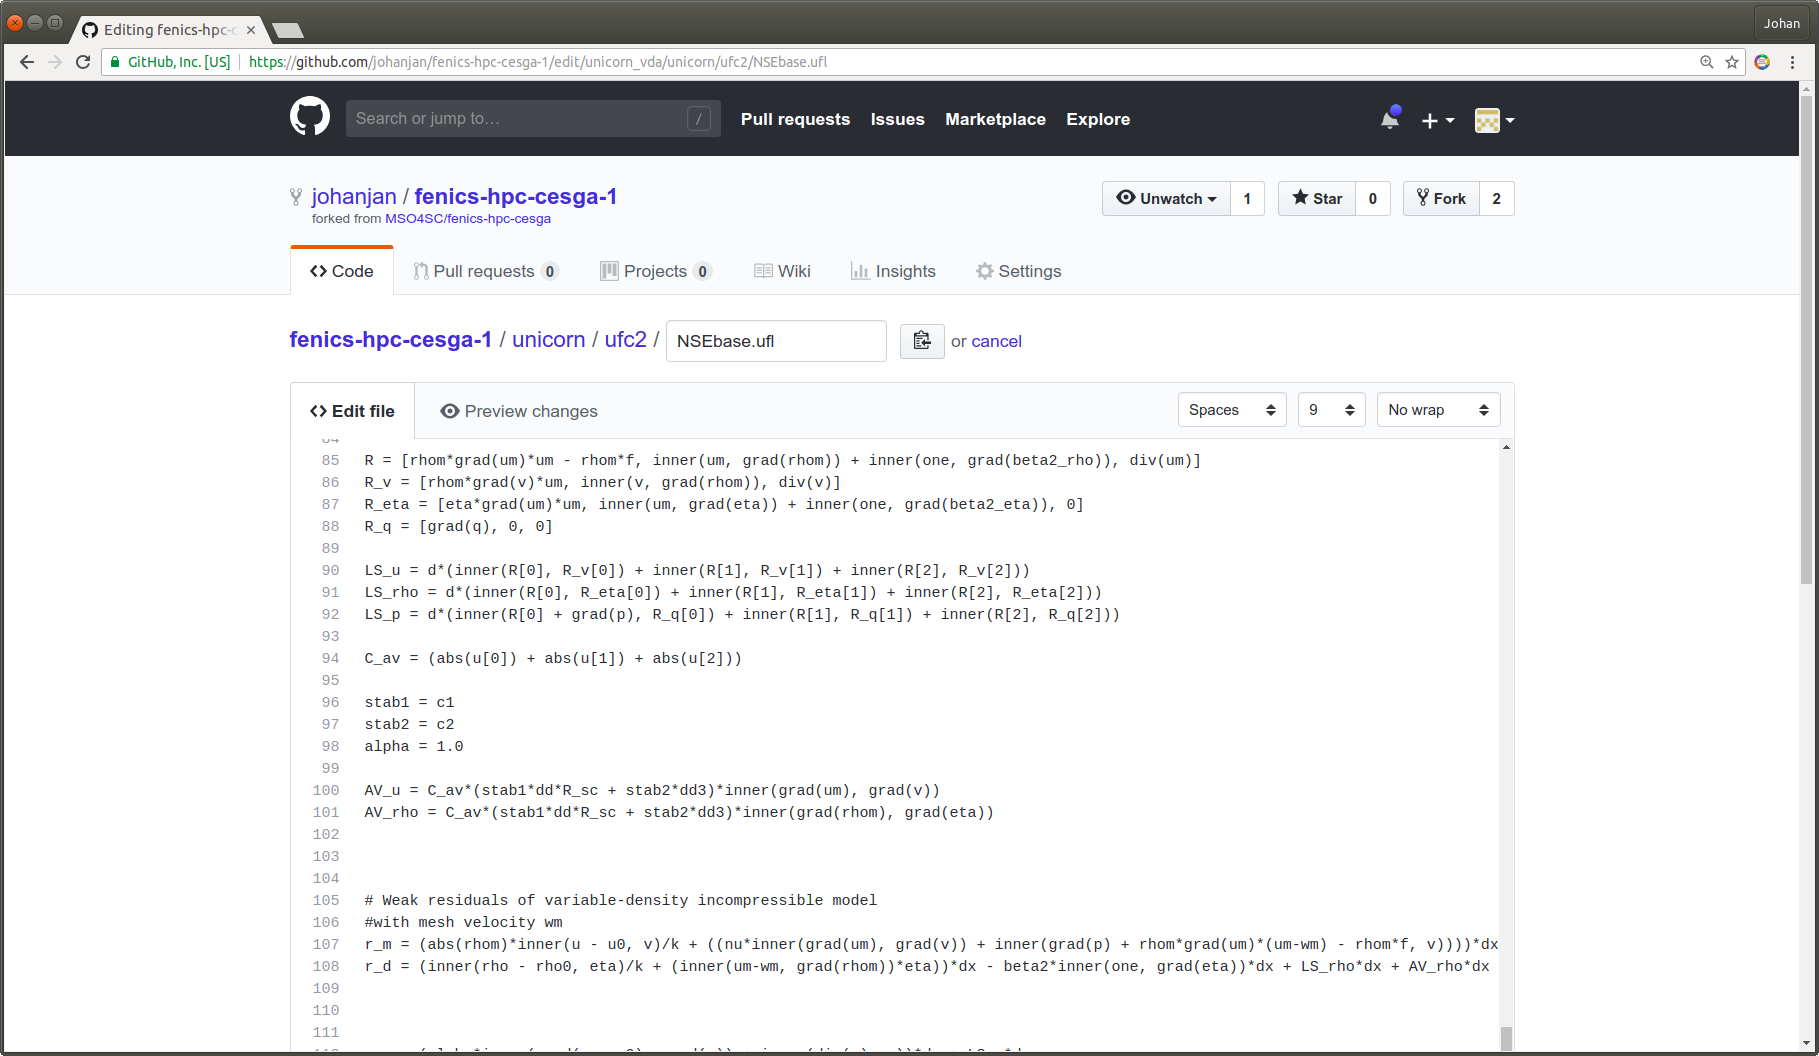 Editing fenics-hpc-c
Johan
GitHub, Inc. [US] https://github.com/johanjan/fenics-hpc-cesga-1/edit/unicorn_vda/unicorn/ufc2/NSEbase.ufl
Search or jump to… / Pull requests Issues Marketplace Explore
johanjan / fenics-hpc-cesga-1
Unwatch 1 Star 0 Fork 2
forked from MSO4SC/fenics-hpc-cesga
Code Pull requests 0 Projects 0 Wiki Insights Settings
fenics-hpc-cesga-1 / unicorn / ufc2 / NSEbase.ufl or cancel
Edit file Preview changes Spaces 9 No wrap
84
85 R = [rhom*grad(um)*um - rhom*f, inner(um, grad(rhom)) + inner(one, grad(beta2_rho)), div(um)]
86 R_v = [rhom*grad(v)*um, inner(v, grad(rhom)), div(v)]
87 R_eta = [eta*grad(um)*um, inner(um, grad(eta)) + inner(one, grad(beta2_eta)), 0]
88 R_q = [grad(q), 0, 0]
89
90 LS_u = d*(inner(R[0], R_v[0]) + inner(R[1], R_v[1]) + inner(R[2], R_v[2]))
91 LS_rho = d*(inner(R[0], R_eta[0]) + inner(R[1], R_eta[1]) + inner(R[2], R_eta[2]))
92 LS_p = d*(inner(R[0] + grad(p), R_q[0]) + inner(R[1], R_q[1]) + inner(R[2], R_q[2]))
93
94 C_av = (abs(u[0]) + abs(u[1]) + abs(u[2]))
95
96 stab1 = c1
97 stab2 = c2
98 alpha = 1.0
99
100 AV_u = C_av*(stab1*dd*R_sc + stab2*dd3)*inner(grad(um), grad(v))
101 AV_rho = C_av*(stab1*dd*R_sc + stab2*dd3)*inner(grad(rhom), grad(eta))
102
103
104
105 # Weak residuals of variable-density incompressible model
106 #with mesh velocity wm
107 r_m = (abs(rhom)*inner(u - u0, v)/k + ((nu*inner(grad(um), grad(v)) + inner(grad(p) + rhom*grad(um)*(um-wm) - rhom*f, v))))*dx
108 r_d = (inner(rho - rho0, eta)/k + (inner(um-wm, grad(rhom))*eta))*dx - beta2*inner(one, grad(eta))*dx + LS_rho*dx + AV_rho*dx
109
110
111